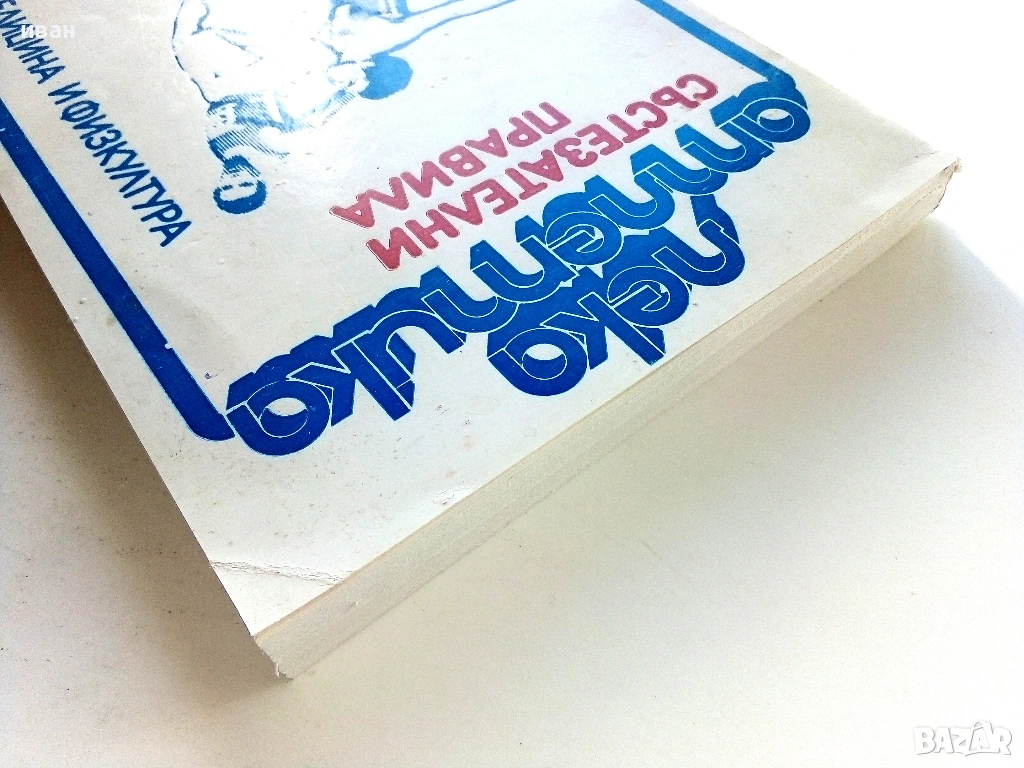 лека
атлетика
СЪСТЕЗАТЕЛНИ
ПРАВИЛА
МЕДИЦИНА И ФИЗКУЛТУРА
иван
BAZAR